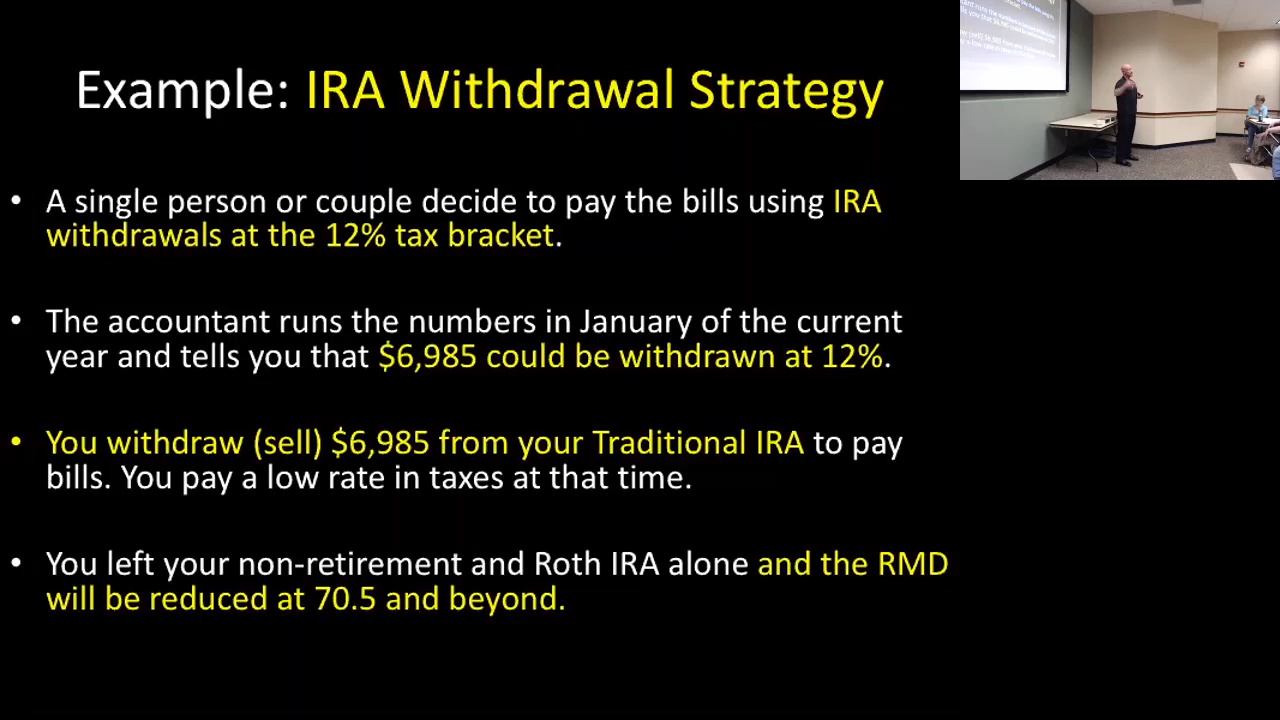 Example: IRA Withdrawal Strategy
• A single person or couple decide to pay the bills using IRA
withdrawals at the 12% tax bracket.
• The accountant runs the numbers in January of the current
year and tells you that $6,985 could be withdrawn at 12%.
• You withdraw (sell) $6,985 from your Traditional IRA to pay
bills. You pay a low rate in taxes at that time.
• You left your non-retirement and Roth IRA alone and the RMD
will be reduced at 70.5 and beyond.